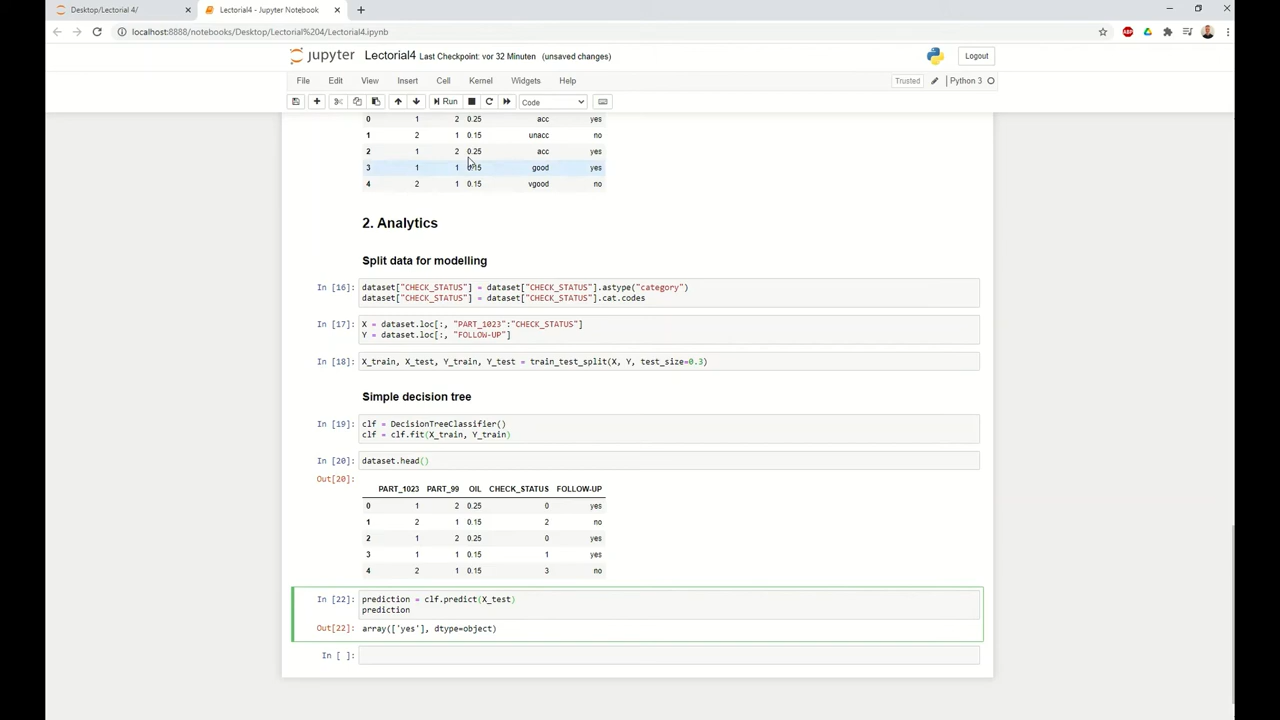 Desktop/Lectorial 4/
Lectorial4 - Jupyter Notebook
localhost:8888/notebooks/Desktop/Lectorial%204/Lectorial4.ipynb
ABP
jupyter Lectorial4 Last Checkpoint: vor 32 Minuten (unsaved changes)
Logout
File Edit View Insert Cell Kernel Widgets Help
Trusted Python 3
Run Code
0 1 2 0.25 acc yes
1 2 1 0.15 unacc no
2 1 2 0.25 acc yes
3 1 1 0.15 good yes
4 2 1 0.15 vgood no
2. Analytics
Split data for modelling
In [16]: dataset["CHECK_STATUS"] = dataset["CHECK_STATUS"].astype("category")
dataset["CHECK_STATUS"] = dataset["CHECK_STATUS"].cat.codes
In [17]: X = dataset.loc[:, "PART_1023":"CHECK_STATUS"]
Y = dataset.loc[:, "FOLLOW-UP"]
In [18]: X_train, X_test, Y_train, Y_test = train_test_split(X, Y, test_size=0.3)
Simple decision tree
In [19]: clf = DecisionTreeClassifier()
clf = clf.fit(X_train, Y_train)
In [20]: dataset.head()
Out[20]:
PART_1023 PART_99 OIL CHECK_STATUS FOLLOW-UP
0 1 2 0.25 0 yes
1 2 1 0.15 2 no
2 1 2 0.25 0 yes
3 1 1 0.15 1 yes
4 2 1 0.15 3 no
In [22]: prediction = clf.predict(X_test)
prediction
Out[22]: array(['yes'], dtype=object)
In [ ]: